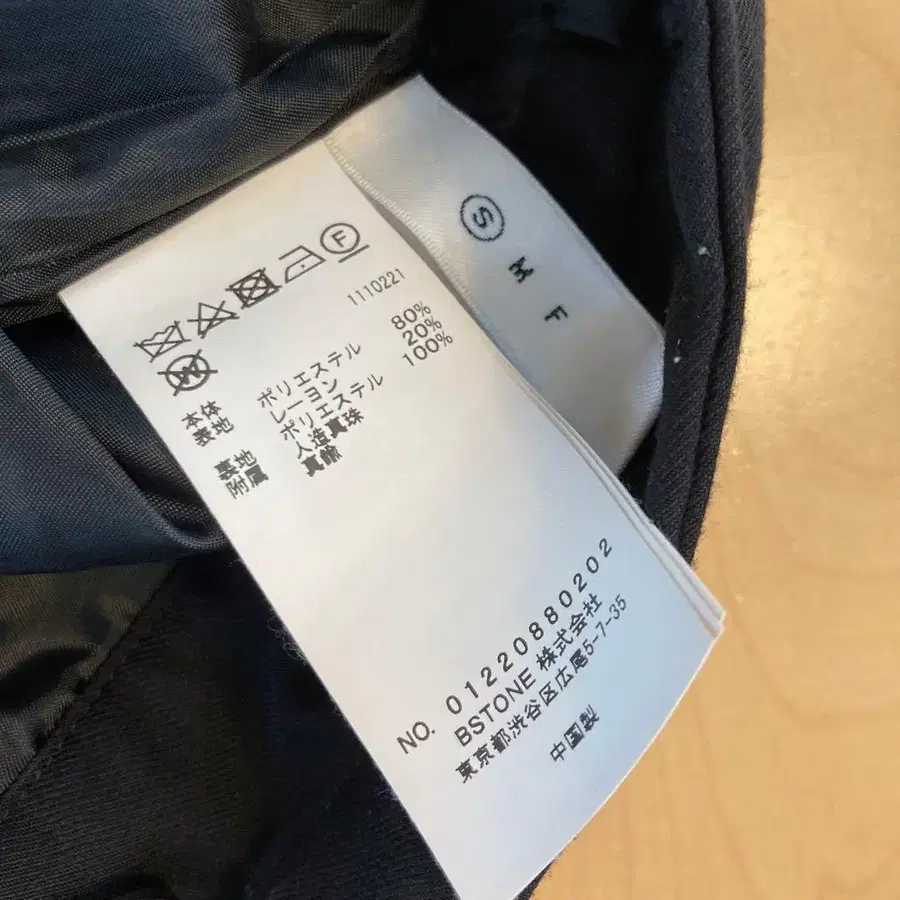 1110221
本体
表地 ポリエステル 80%
レーヨン 20%
裏地 ポリエステル 100%
附属 人造真珠
真鍮
NO. 01220880202
BSTONE 株式会社
東京都渋谷区広尾5-7-35
中国製
S
M
F
F
W